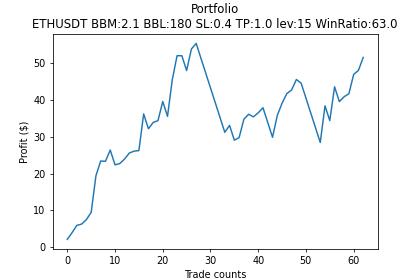 Portfolio
ETHUSDT BBM:2.1 BBL:180 SL:0.4 TP:1.0 lev:15 WinRatio:63.0
Profit ($)
50
40
30
20
10
0
0 10 20 30 40 50 60
Trade counts